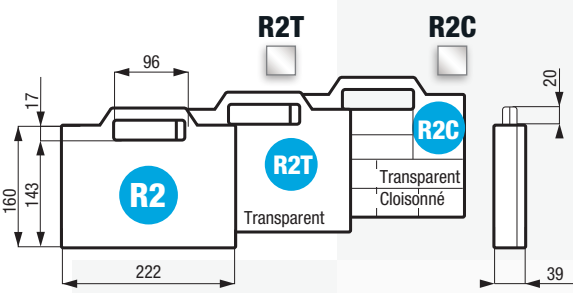 R2T
R2C
96
17
160
143
R2
222
R2T
Transparent
R2C
Transparent
Cloisonné
20
39